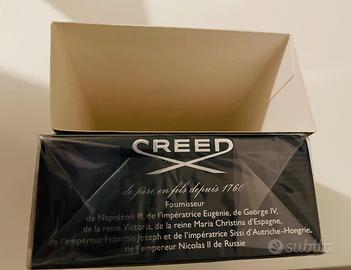 CREED
de père en fils depuis 1760
Fournisseur
de Napoléon III, de l'impératrice Eugénie, de George IV,
de la reine Victoria, de la reine Maria Christina d'Espagne,
de l'empereur François Joseph et de l'impératrice Sissi d'Autriche-Hongrie,
de l'empereur Nicolas II de Russie
subito